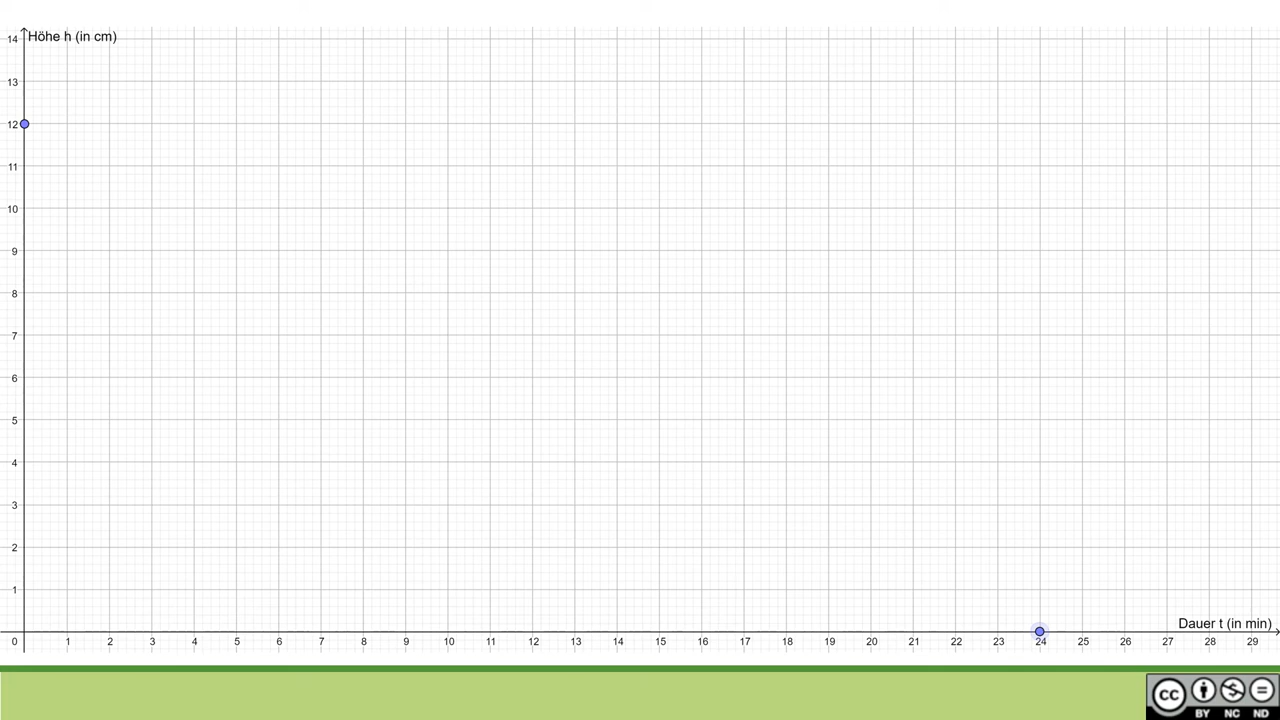 Höhe h (in cm)
14
13
12
11
10
9
8
7
6
5
4
3
2
1
Dauer t (in min)
0 1 2 3 4 5 6 7 8 9 10 11 12 13 14 15 16 17 18 19 20 21 22 23 24 25 26 27 28 29
cc
BY NC ND